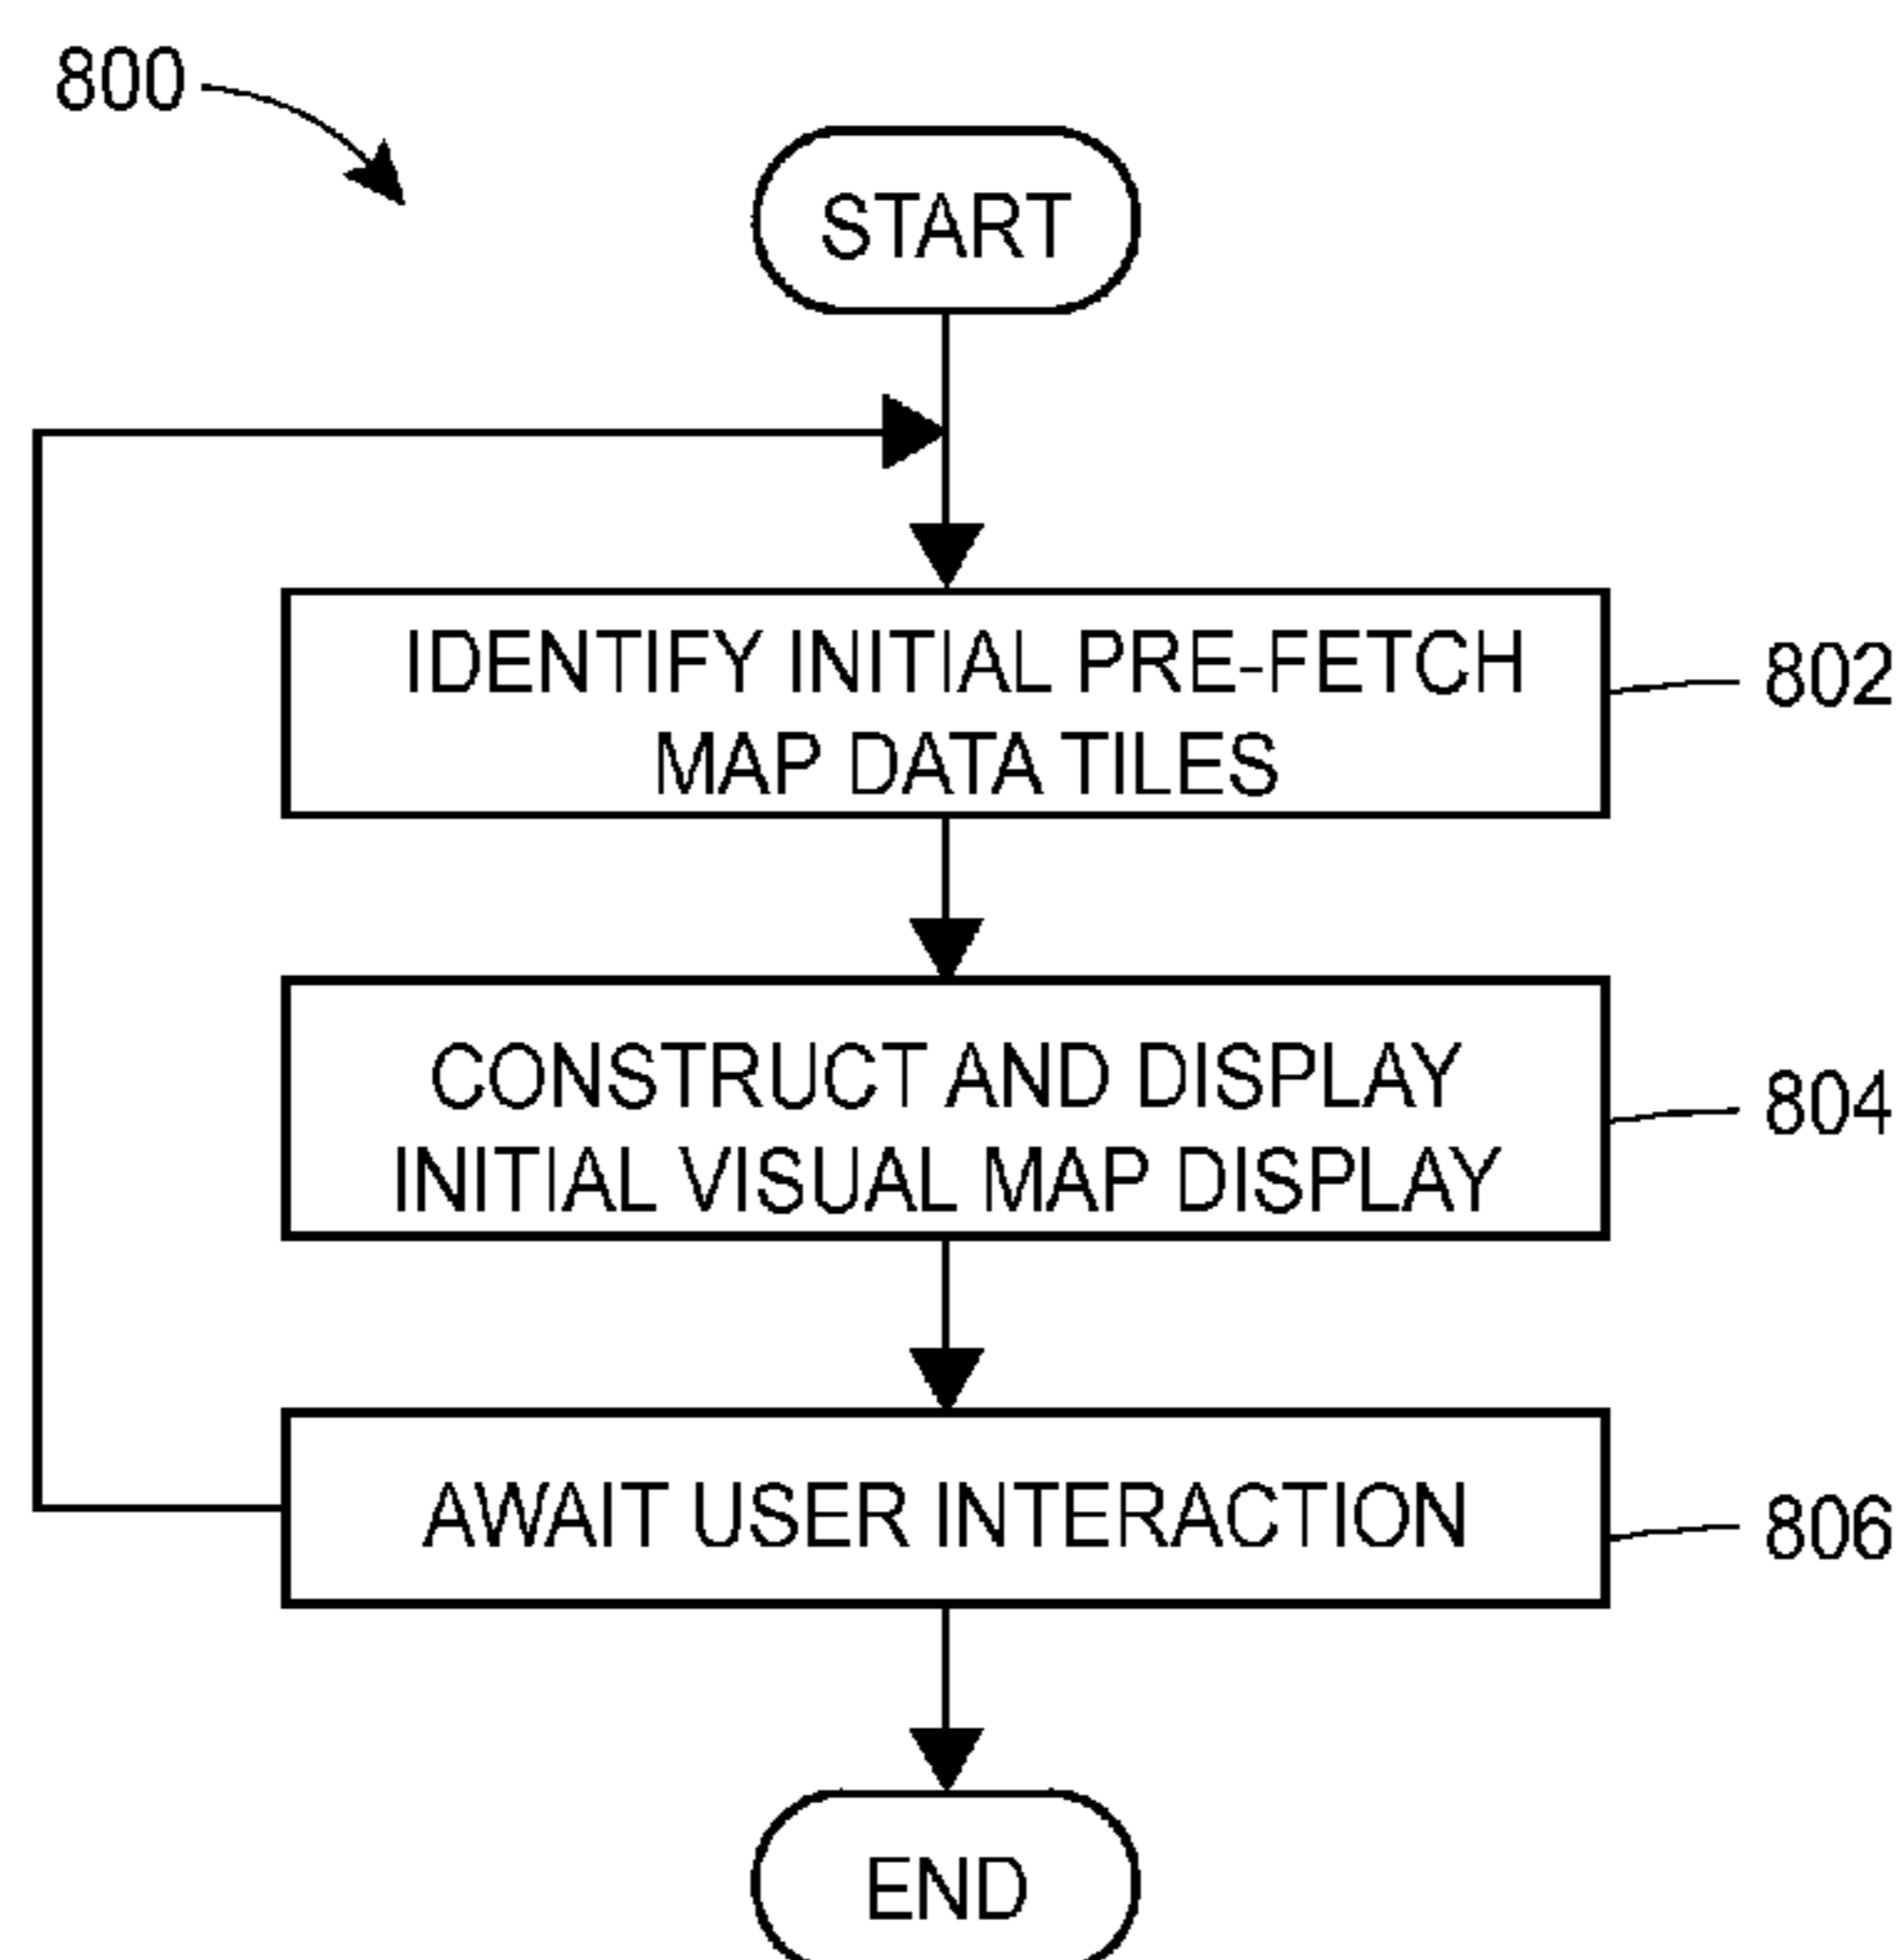 800
START
IDENTIFY INITIAL PRE-FETCH
MAP DATA TILES
802
CONSTRUCT AND DISPLAY
INITIAL VISUAL MAP DISPLAY
804
AWAIT USER INTERACTION
806
END